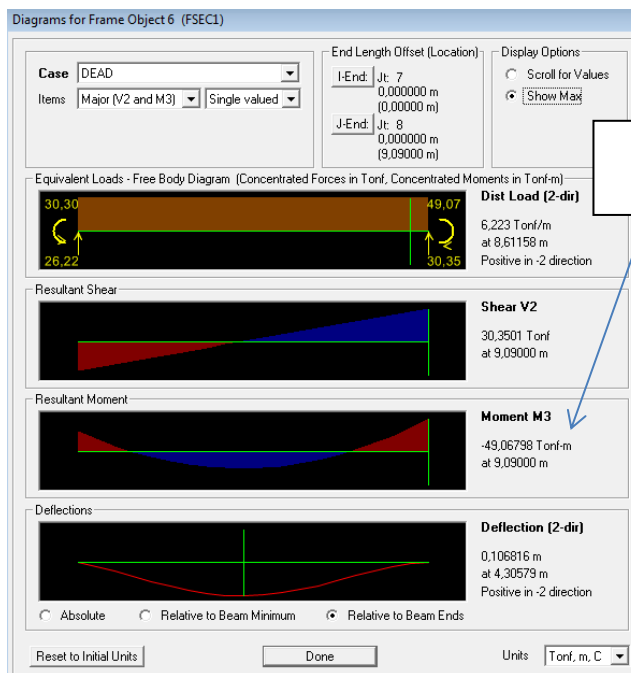 Diagrams for Frame Object 6 (FSEC1)
Case DEAD
Items Major (V2 and M3) Single valued
End Length Offset (Location)
I-End: Jt: 7
0,000000 m
(0,00000 m)
J-End: Jt: 8
0,000000 m
(9,09000 m)
Display Options
Scroll for Values
Show Max
Equivalent Loads - Free Body Diagram (Concentrated Forces in Tonf, Concentrated Moments in Tonf-m)
30,30
49,07
26,22
30,35
Dist Load (2-dir)
6,223 Tonf/m
at 8,61158 m
Positive in -2 direction
Resultant Shear
Shear V2
30,3501 Tonf
at 9,09000 m
Resultant Moment
Moment M3
-49,06798 Tonf-m
at 9,09000 m
Deflections
Deflection (2-dir)
0,106816 m
at 4,30579 m
Positive in -2 direction
Absolute Relative to Beam Minimum Relative to Beam Ends
Reset to Initial Units Done Units Tonf, m, C